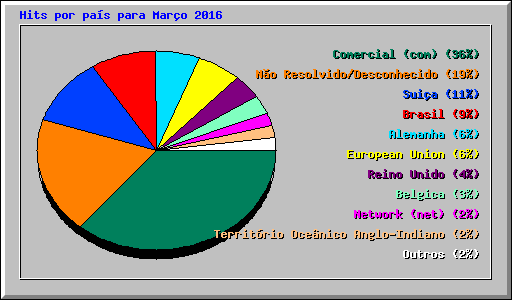 Hits por país para Março 2016
Comercial (com) (36%)
Não Resolvido/Desconhecido (19%)
Suiça (11%)
Brasil (9%)
Alemanha (6%)
European Union (6%)
Reino Unido (4%)
Belgica (3%)
Network (net) (2%)
Território Oceânico Anglo-Indiano (2%)
Outros (2%)